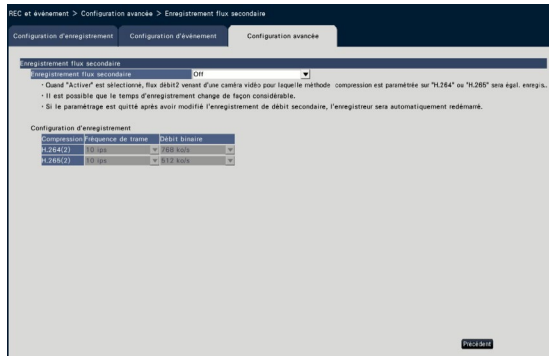 REC et évènement > Configuration avancée > Enregistrement flux secondaire
Configuration d'enregistrement Configuration d'évènement Configuration avancée
Enregistrement flux secondaire
Enregistrement flux secondaire Off
・Quand "Activer" est sélectionné, flux débit2 venant d'une caméra vidéo pour laquelle méthode compression est paramétrée sur "H.264" ou "H.265" sera égal. enregis..
・Il est possible que le temps d'enregistrement change de façon considérable.
・Si le paramétrage est quitté après avoir modifié l'enregistrement de débit secondaire, l'enregistreur sera automatiquement redémarré.
Configuration d'enregistrement
Compression Fréquence de trame Débit binaire
H.264(2) 10 ips 768 ko/s
H.265(2) 10 ips 512 ko/s
Précédent